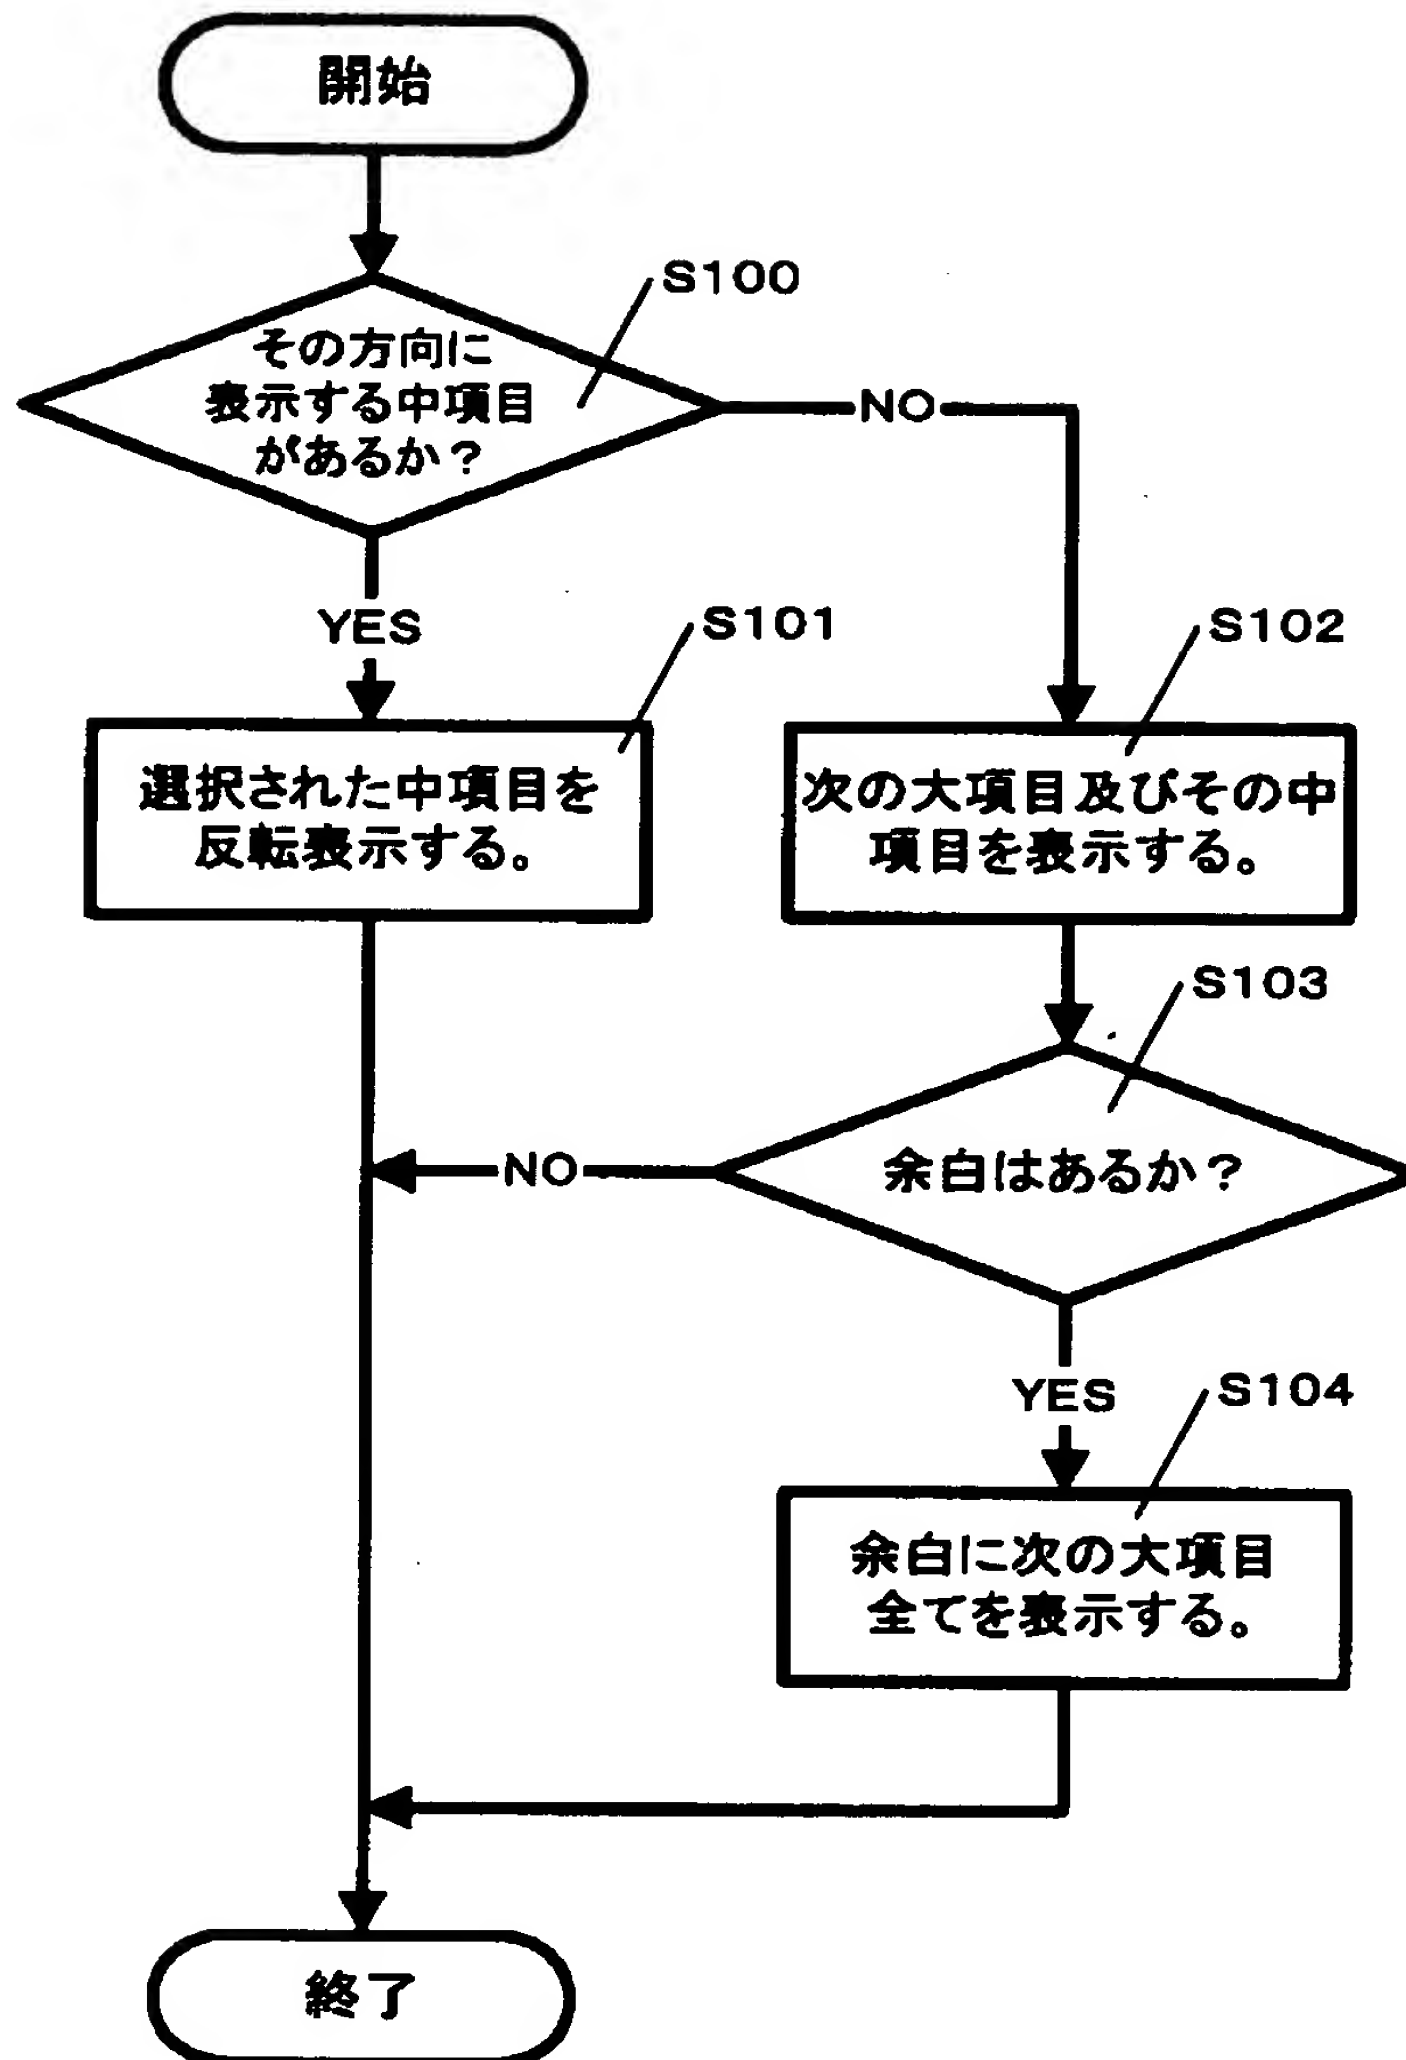 開始
S100
その方向に
表示する中項目
があるか？
NO
YES
S101
S102
選択された中項目を
反転表示する。
次の大項目及びその中
項目を表示する。
S103
余白はあるか？
NO
YES
S104
余白に次の大項目
全てを表示する。
終了